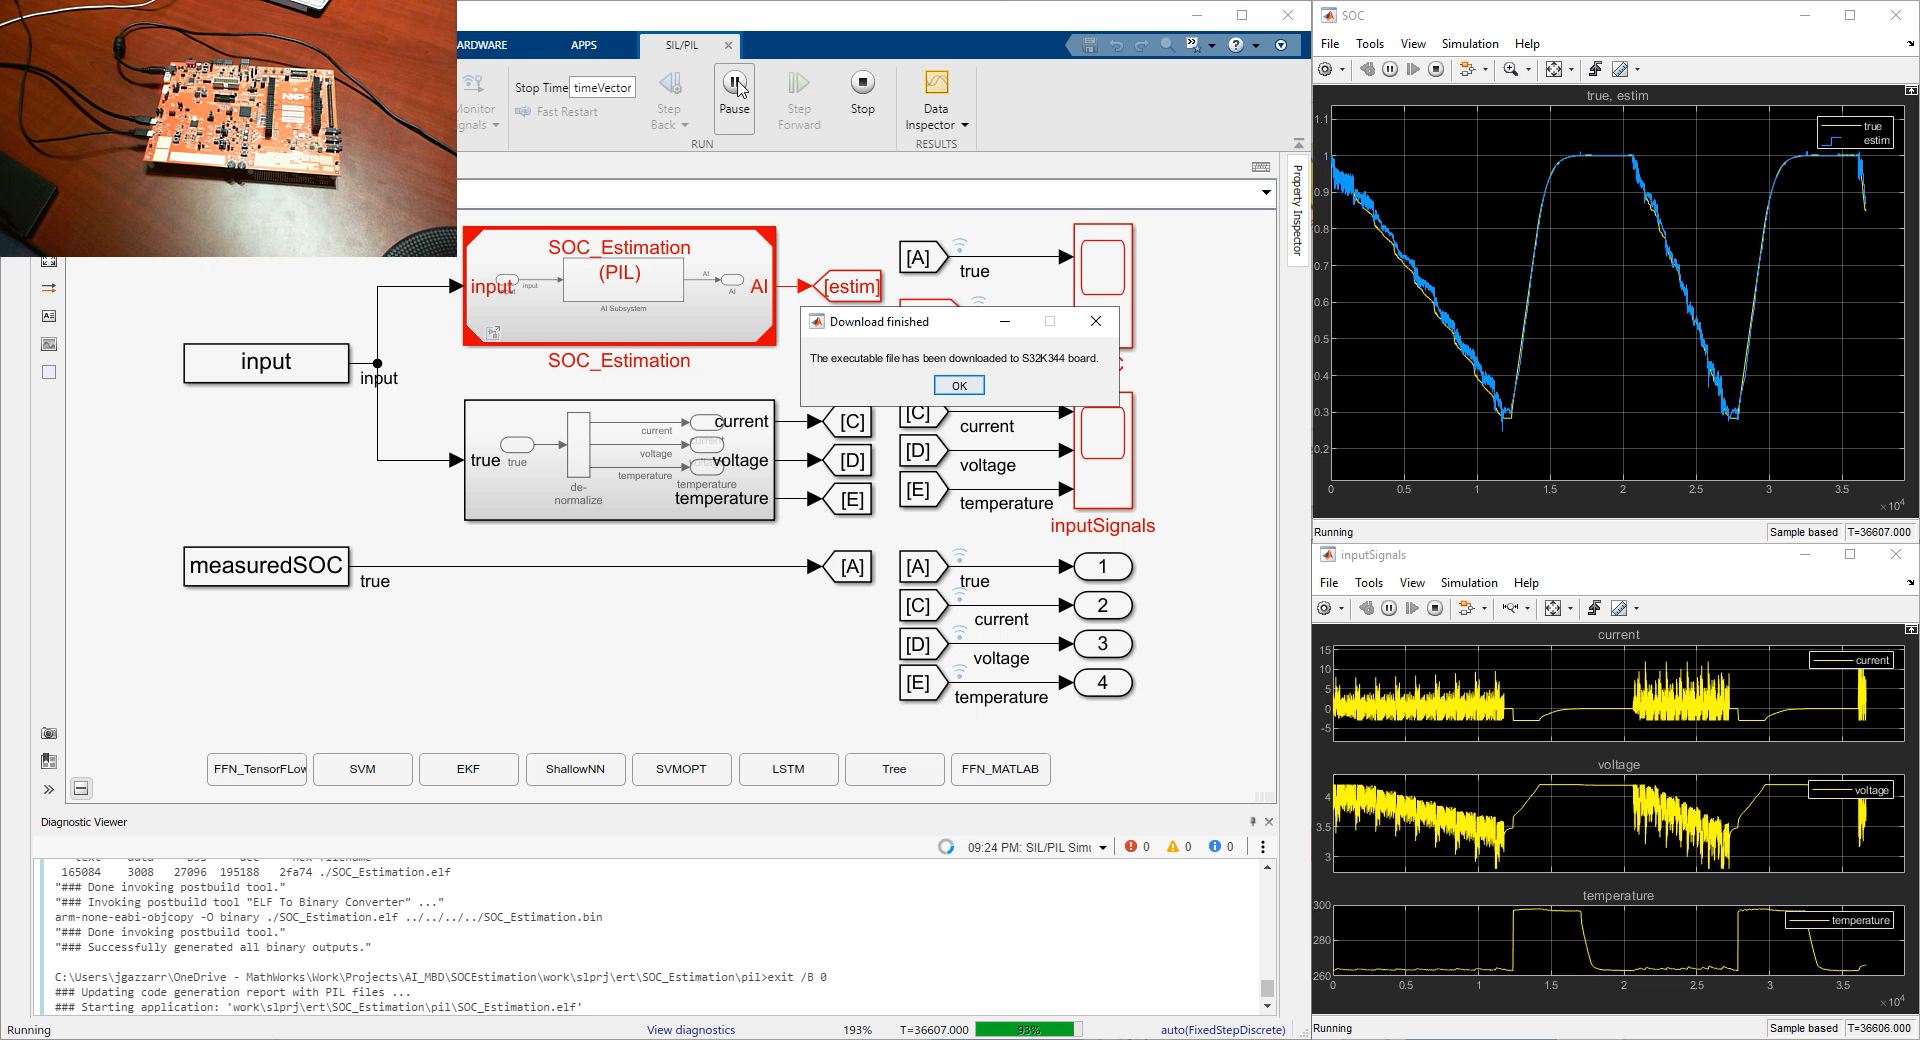 NXP
ARDWARE
APPS
SIL/PIL
onitor
gnals
Stop Time timeVector
Fast Restart
Step
Back
Pause
Step
Forward
Stop
RUN
Data
Inspector
RESULTS
Property Inspector
SOC_Estimation
(PIL)
input
input
AI
AI
AI
AI Subsystem
SOC_Estimation
[estim]
[A]
true
input
input
Download finished
The executable file has been downloaded to S32K344 board.
OK
true
true
de-
normalize
current
voltage
temperature
current
voltage
temperature
temperature
[C]
[D]
[E]
[C]
current
[D]
voltage
[E]
temperature
inputSignals
measuredSOC
true
[A]
[A]
true
1
[C]
current
2
[D]
voltage
3
[E]
temperature
4
FFN_TensorFLow
SVM
EKF
ShallowNN
SVMOPT
LSTM
Tree
FFN_MATLAB
Diagnostic Viewer
09:24 PM: SIL/PIL Simu
0
0
0
165084 3008 27096 195188 2fa74 ./SOC_Estimation.elf
"### Done invoking postbuild tool."
"### Invoking postbuild tool "ELF To Binary Converter" ..."
arm-none-eabi-objcopy -O binary ./SOC_Estimation.elf ../../../../SOC_Estimation.bin
"### Done invoking postbuild tool."
"### Successfully generated all binary outputs."
C:\Users\jgazzarr\OneDrive - MathWorks\Work\Projects\AI_MBD\SOCEstimation\work\slprj\ert\SOC_Estimation\pil>exit /B 0
### Updating code generation report with PIL files ...
### Starting application: 'work\slprj\ert\SOC_Estimation\pil\SOC_Estimation.elf'
Running
View diagnostics
193%
T=36607.000
93%
auto(FixedStepDiscrete)
SOC
File Tools View Simulation Help
true, estim
true
estim
1.1
1
0.9
0.8
0.7
0.6
0.5
0.4
0.3
0.2
0 0.5 1 1.5 2 2.5 3 3.5
×10⁴
Running
Sample based
T=36607.000
inputSignals
File Tools View Simulation Help
current
current
15
10
5
0
-5
voltage
voltage
4
3.5
3
temperature
temperature
300
280
260
0 0.5 1 1.5 2 2.5 3 3.5
×10⁴
Running
Sample based
T=36606.000